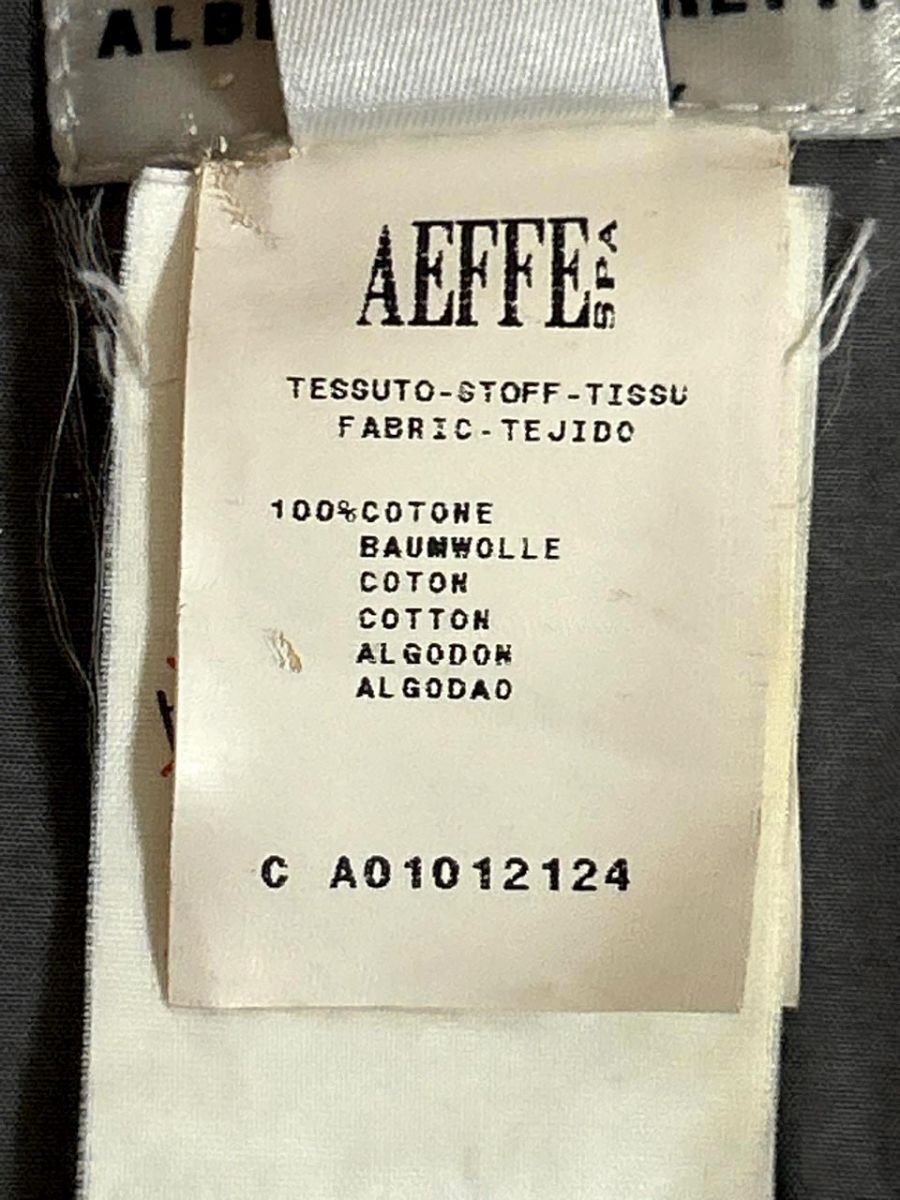 AEFFE SPA
TESSUTO-STOFF-TISSU
FABRIC-TEJIDO
100%COTONE
BAUMWOLLE
COTON
COTTON
ALGODON
ALGODAO
C A01012124